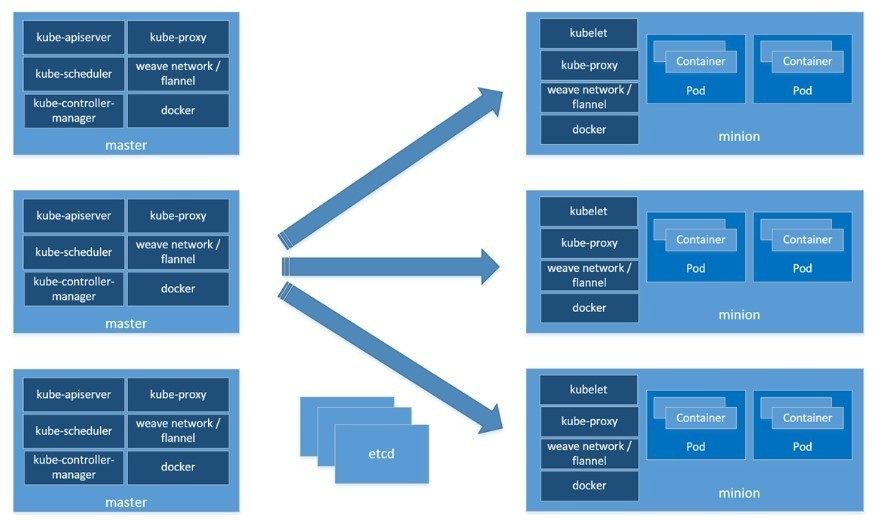 kube-apiserver
kube-proxy
kube-scheduler
weave network /
flannel
kube-controller-
manager
docker
master
kubelet
kube-proxy
weave network /
flannel
docker
Container
Pod
Container
Pod
minion
kube-apiserver
kube-proxy
kube-scheduler
weave network /
flannel
kube-controller-
manager
docker
master
kubelet
kube-proxy
weave network /
flannel
docker
Container
Pod
Container
Pod
minion
kube-apiserver
kube-proxy
kube-scheduler
weave network /
flannel
kube-controller-
manager
docker
master
etcd
kubelet
kube-proxy
weave network /
flannel
docker
Container
Pod
Container
Pod
minion